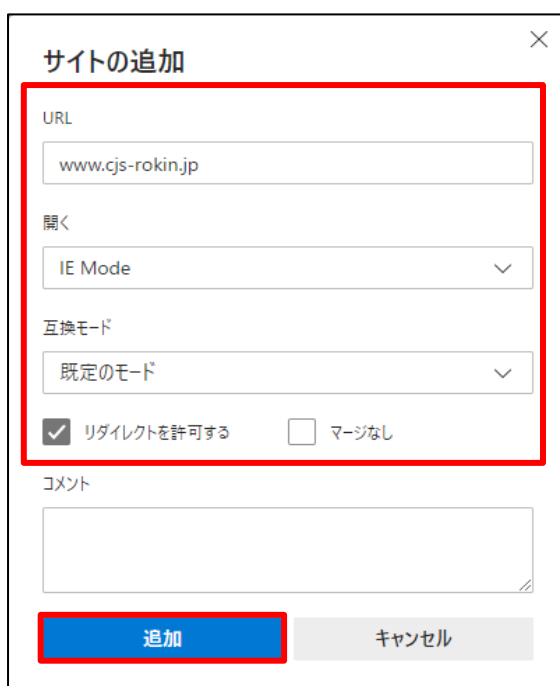 サイトの追加
URL
www.cjs-rokin.jp
開く
IE Mode
互換モード
既定のモード
リダイレクトを許可する マージなし
コメント
追加 キャンセル